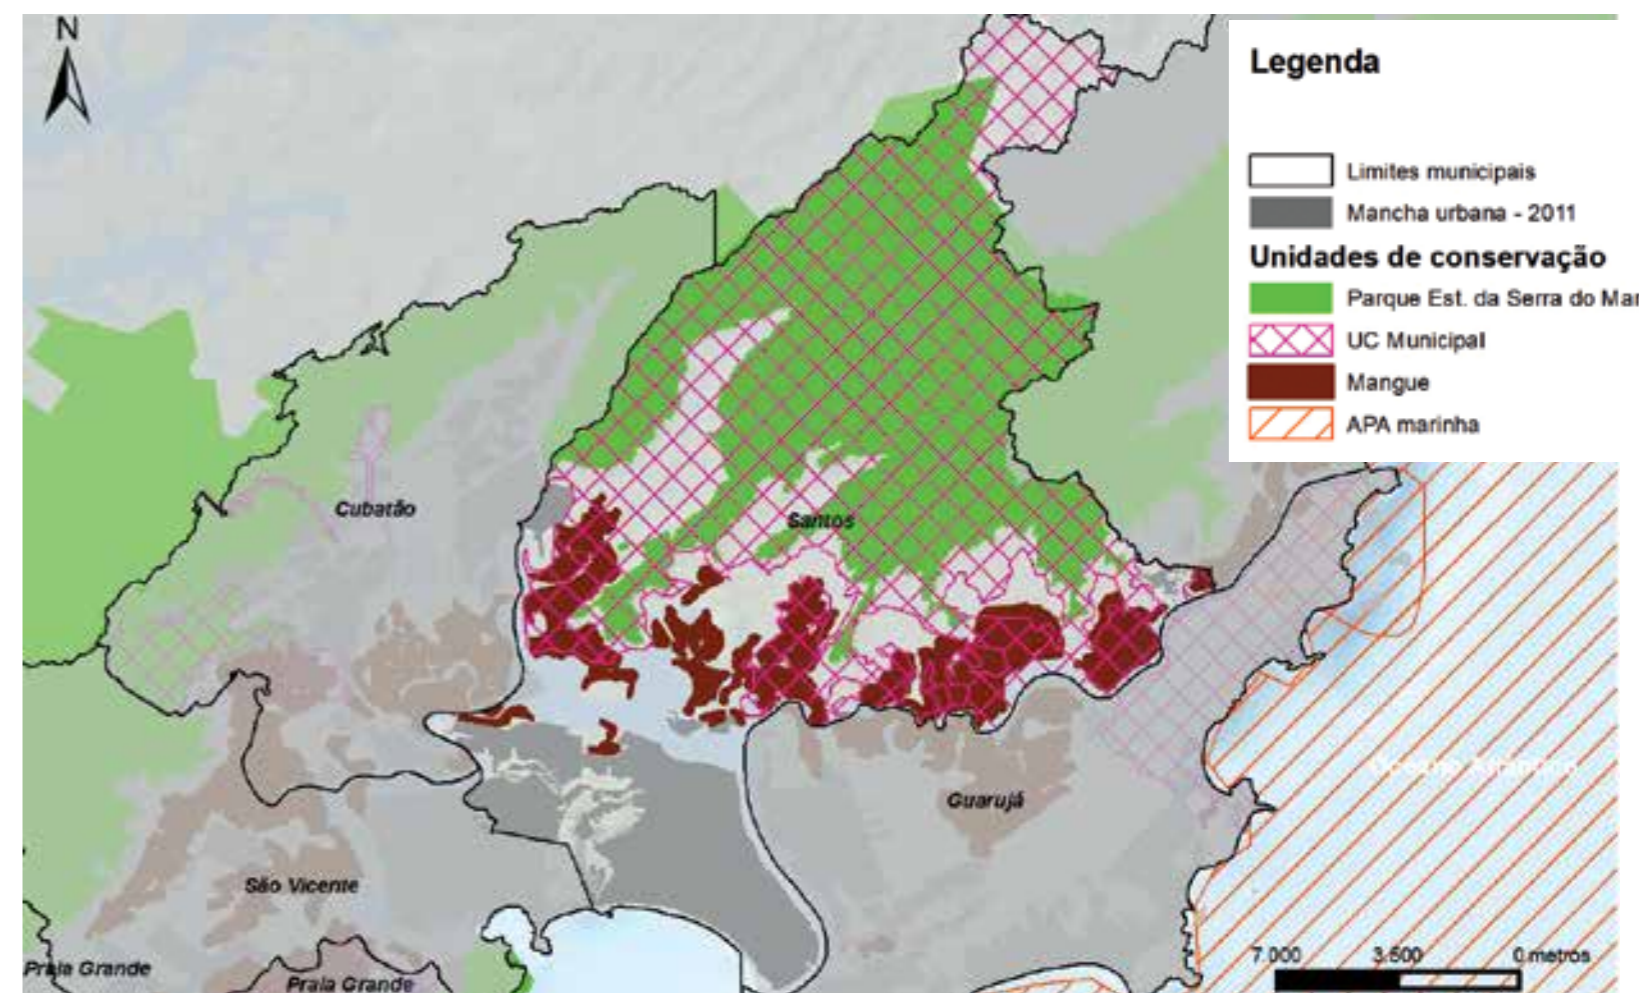 N
Legenda
Limites municipais
Mancha urbana - 2011
Unidades de conservação
Parque Est. da Serra do Mar
UC Municipal
Mangue
APA marinha
Cubatão
Santos
Guarujá
São Vicente
Praia Grande
Praia Grande
7.000 3.500 0 metros